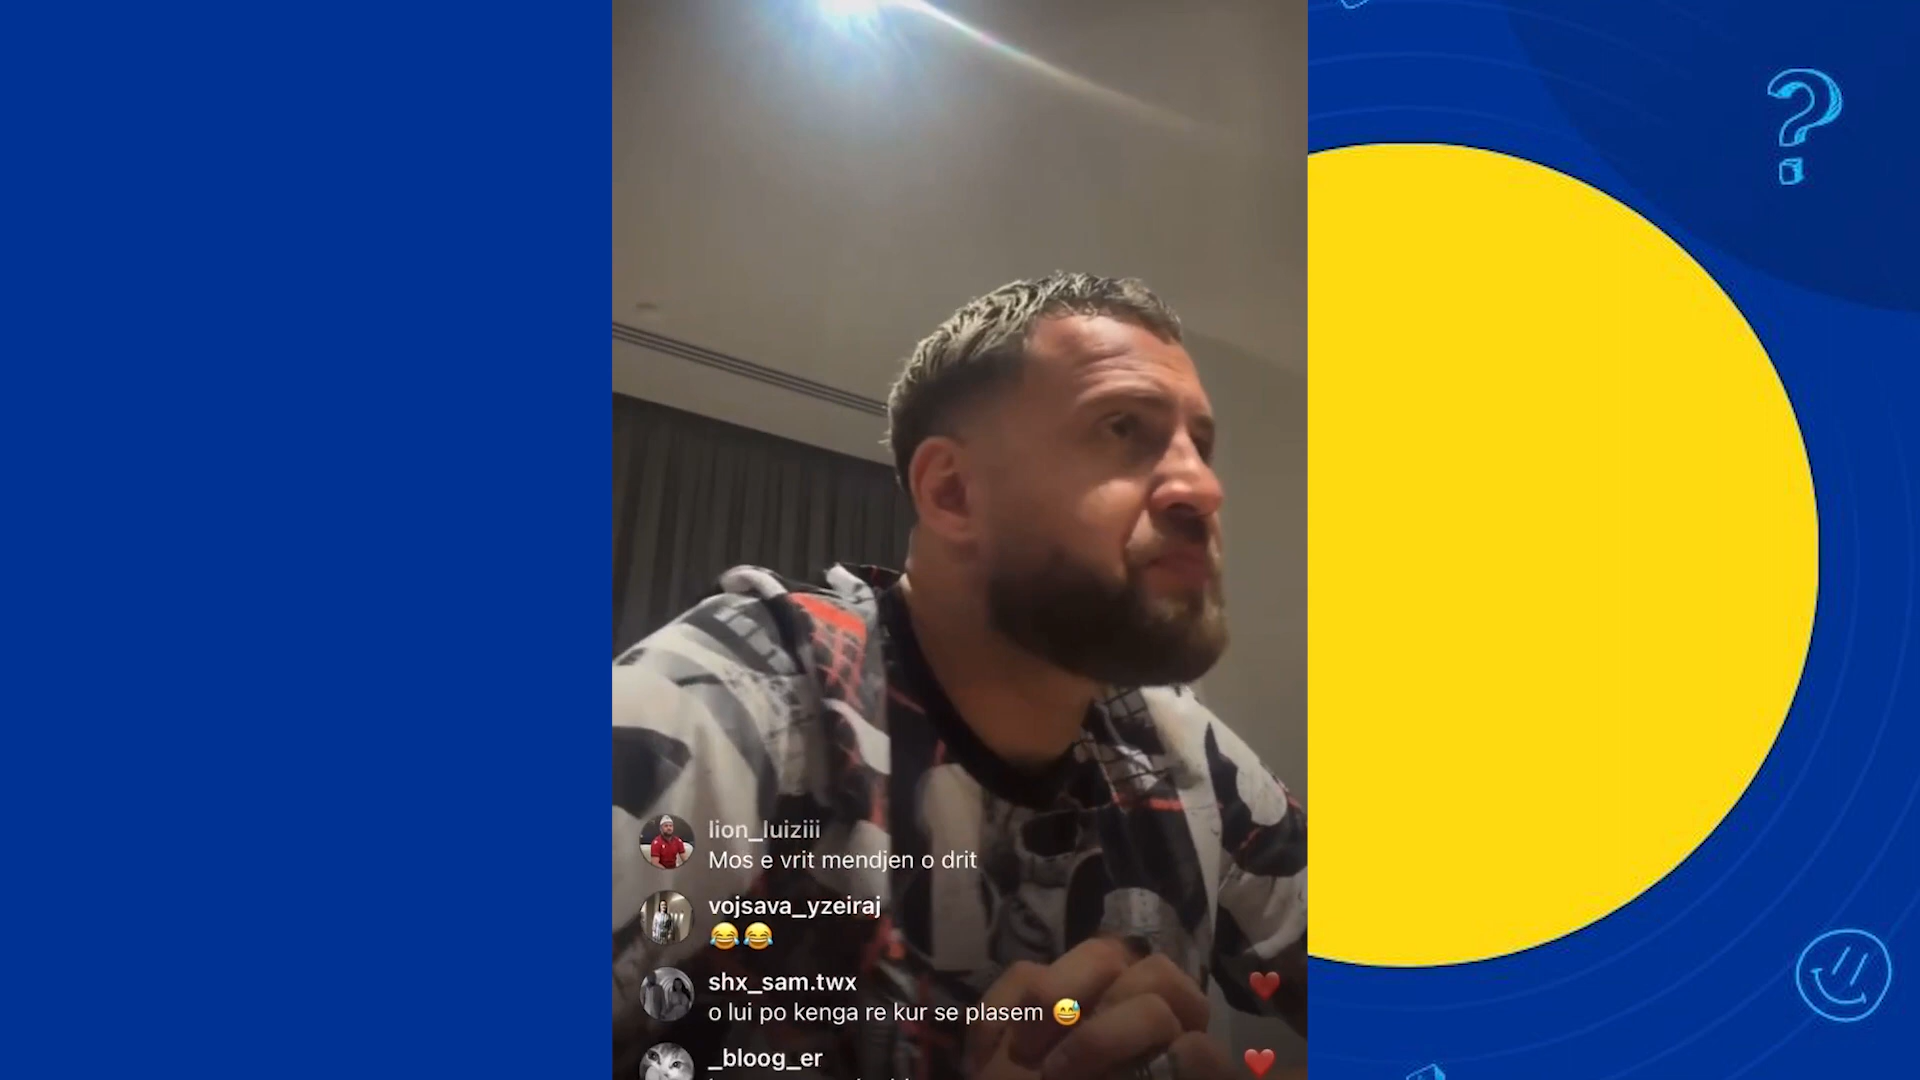 ?
lion_luiziii
Mos e vrit mendjen o drit
vojsava_yzeiraj
😂😂
shx_sam.twx
o lui po kenga re kur se plasem 😅
_bloog_er